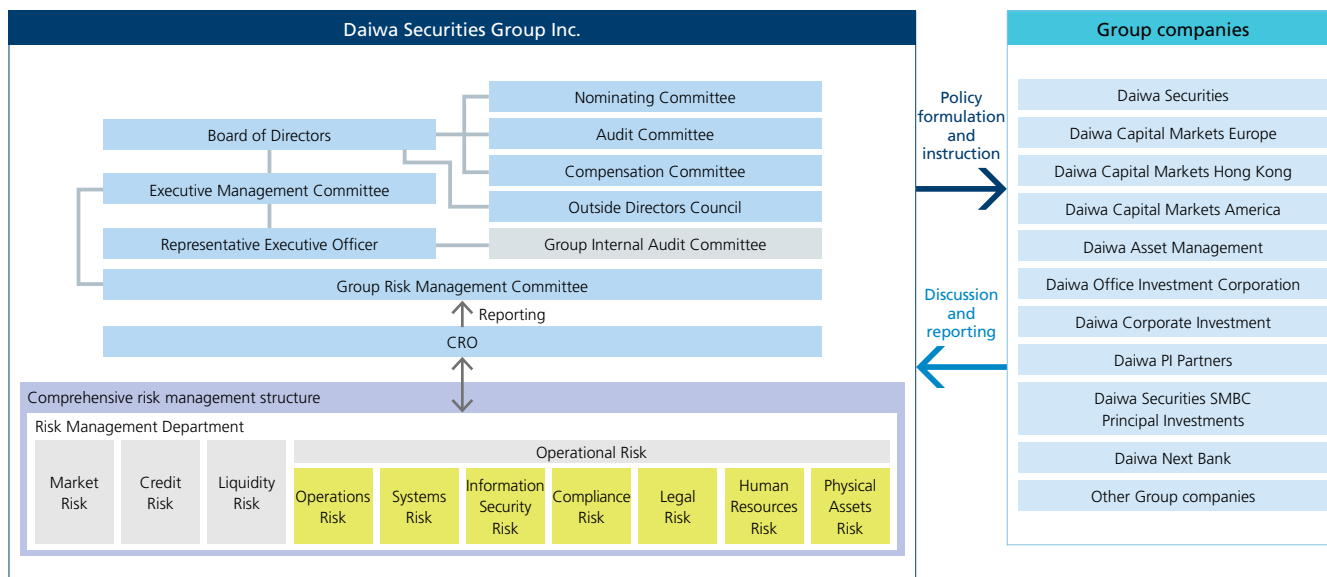 Daiwa Securities Group Inc.
Nominating Committee
Board of Directors
Audit Committee
Compensation Committee
Executive Management Committee
Outside Directors Council
Representative Executive Officer
Group Internal Audit Committee
Group Risk Management Committee
Reporting
CRO
Comprehensive risk management structure
Risk Management Department
Market
Risk
Credit
Risk
Liquidity
Risk
Operational Risk
Operations
Risk
Systems
Risk
Information
Security
Risk
Compliance
Risk
Legal
Risk
Human
Resources
Risk
Physical
Assets
Risk
Policy
formulation
and
instruction
Discussion
and
reporting
Group companies
Daiwa Securities
Daiwa Capital Markets Europe
Daiwa Capital Markets Hong Kong
Daiwa Capital Markets America
Daiwa Asset Management
Daiwa Office Investment Corporation
Daiwa Corporate Investment
Daiwa PI Partners
Daiwa Securities SMBC
Principal Investments
Daiwa Next Bank
Other Group companies